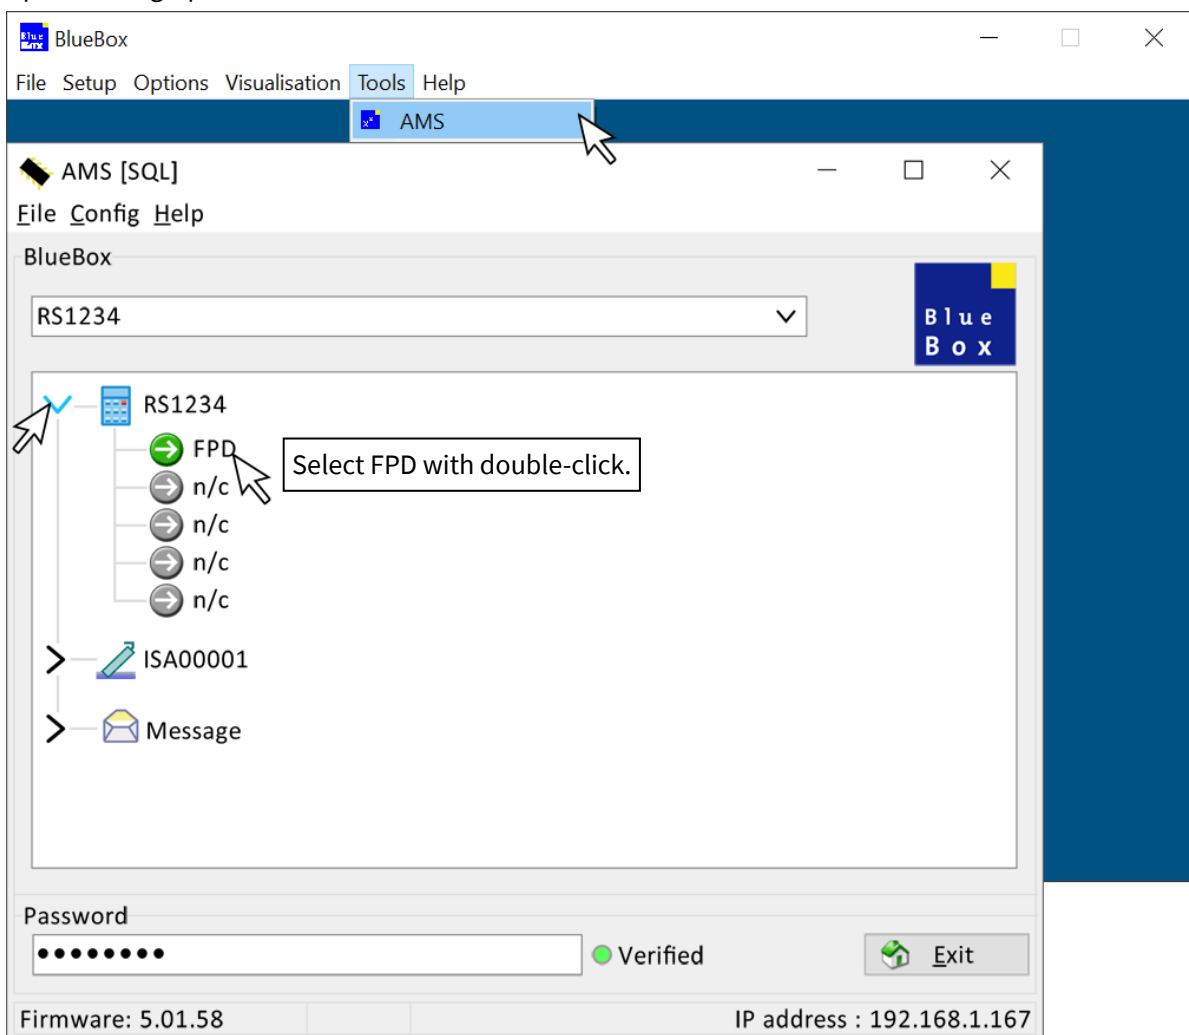 BlueBox
File Setup Options Visualisation Tools Help
AMS
AMS [SQL]
File Config Help
BlueBox
RS1234
Blue
Box
RS1234
FPD
Select FPD with double-click.
n/c
n/c
n/c
n/c
ISA00001
Message
Password
●●●●●●●●
Verified
Exit
Firmware: 5.01.58
IP address : 192.168.1.167